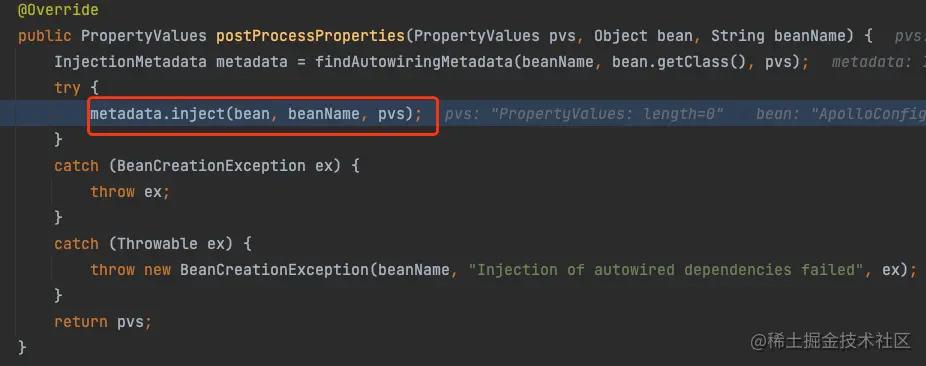 @Override
public PropertyValues postProcessProperties(PropertyValues pvs, Object bean, String beanName) { pvs:
InjectionMetadata metadata = findAutowiringMetadata(beanName, bean.getClass(), pvs); metadata:
try {
metadata.inject(bean, beanName, pvs); pvs: "PropertyValues: length=0" bean: "ApolloConfig
}
catch (BeanCreationException ex) {
throw ex;
}
catch (Throwable ex) {
throw new BeanCreationException(beanName, "Injection of autowired dependencies failed", ex);
}
return pvs;
}
@稀土掘金技术社区